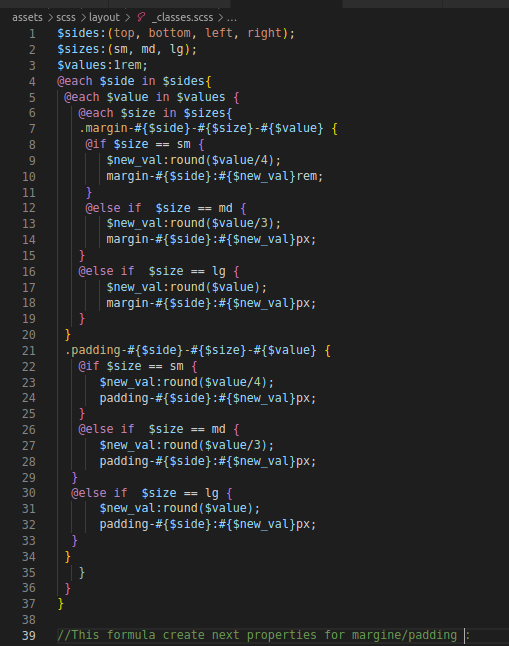 assets > scss > layout > _classes.scss > ...
1 $sides:(top, bottom, left, right);
2 $sizes:(sm, md, lg);
3 $values:1rem;
4 @each $side in $sides{
5 @each $value in $values {
6 @each $size in $sizes{
7 .margin-#{$side}-#{$size}-#{$value} {
8 @if $size == sm {
9 $new_val:round($value/4);
10 margin-#{$side}:#{$new_val}rem;
11 }
12 @else if  $size == md {
13 $new_val:round($value/3);
14 margin-#{$side}:#{$new_val}px;
15 }
16 @else if  $size == lg {
17 $new_val:round($value);
18 margin-#{$side}:#{$new_val}px;
19 }
20 }
21 .padding-#{$side}-#{$size}-#{$value} {
22 @if $size == sm {
23 $new_val:round($value/4);
24 padding-#{$side}:#{$new_val}px;
25 }
26 @else if  $size == md {
27 $new_val:round($value/3);
28 padding-#{$side}:#{$new_val}px;
29 }
30 @else if  $size == lg {
31 $new_val:round($value);
32 padding-#{$side}:#{$new_val}px;
33 }
34 }
35 }
36 }
37 }
38
39 //This formula create next properties for margine/padding :